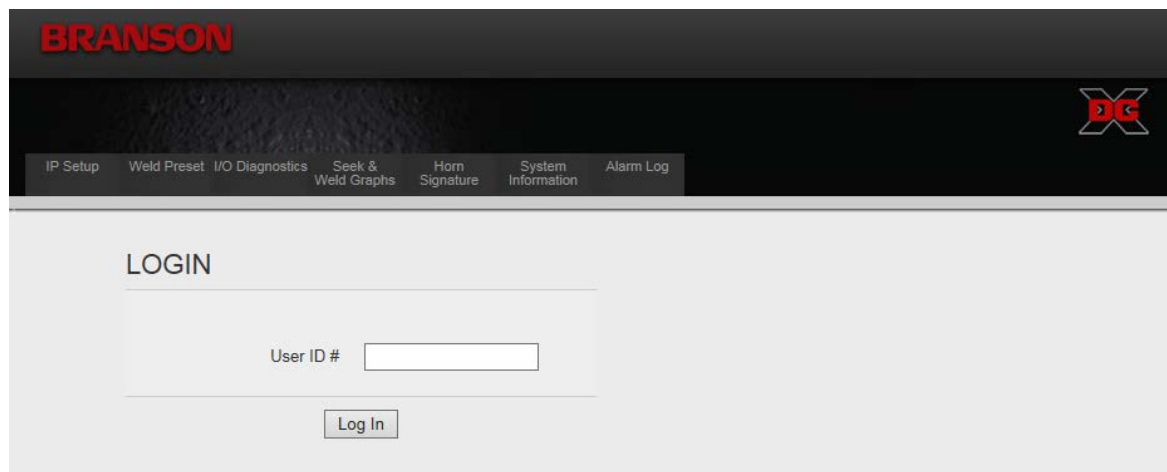 BRANSON
DCX
IP Setup
Weld Preset
I/O Diagnostics
Seek &
Weld Graphs
Horn
Signature
System
Information
Alarm Log
LOGIN
User ID #
Log In